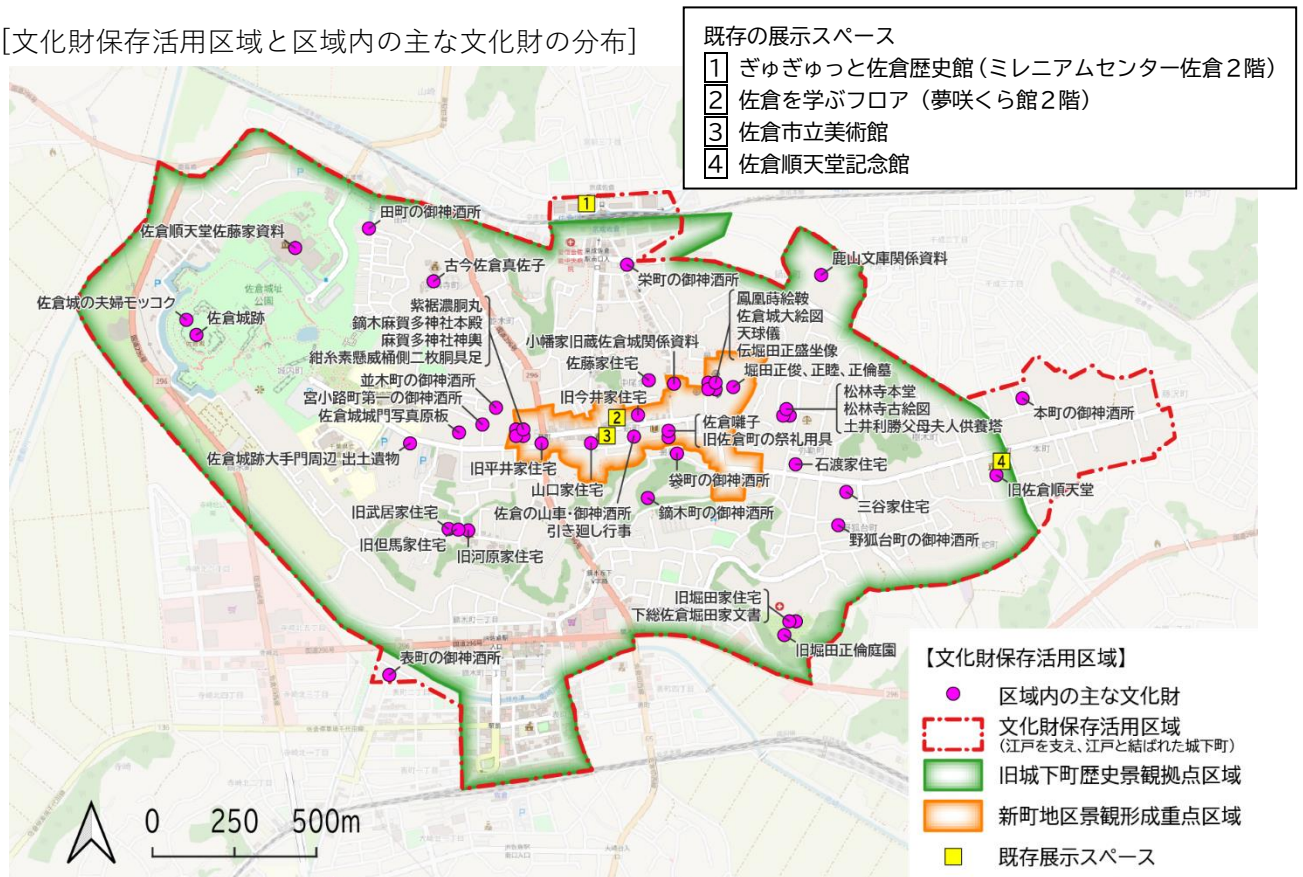 [文化財保存活用区域と区域内の主な文化財の分布]
既存の展示スペース
1 ぎゅぎゅっと佐倉歴史館(ミレニアムセンター佐倉2階)
2 佐倉を学ぶフロア(夢咲くら館2階)
3 佐倉市立美術館
4 佐倉順天堂記念館
1
田町の御神酒所
佐倉順天堂佐藤家資料
古今佐倉真佐子
栄町の御神酒所
鹿山文庫関係資料
佐倉城址
公園
佐倉城の夫婦モッコク
佐倉城跡
紫裾濃胴丸
鏑木麻賀多神社本殿
麻賀多神社神輿
紺糸素懸威桶側二枚胴具足
鳳凰蒔絵鞍
佐倉城大絵図
天球儀
伝堀田正盛坐像
小幡家旧蔵佐倉城関係資料
佐藤家住宅
堀田正俊、正睦、正倫墓
並木町の御神酒所
宮小路町第一の御神酒所
佐倉城城門写真原板
旧今井家住宅
2
3
松林寺本堂
松林寺古絵図
土井利勝父母夫人供養塔
本町の御神酒所
佐倉囃子
旧佐倉町の祭礼用具
佐倉城跡大手門周辺 出土遺物
旧平井家住宅
袋町の御神酒所
石渡家住宅
4
旧佐倉順天堂
山口家住宅
三谷家住宅
旧武居家住宅
佐倉の山車・御神酒所
引き廻し行事
鏑木町の御神酒所
旧但馬家住宅
旧河原家住宅
野狐台町の御神酒所
旧堀田家住宅
下総佐倉堀田家文書
旧堀田正倫庭園
表町の御神酒所
296
296
296
0 250 500m
【文化財保存活用区域】
区域内の主な文化財
文化財保存活用区域
(江戸を支え、江戸と結ばれた城下町)
旧城下町歴史景観拠点区域
新町地区景観形成重点区域
既存展示スペース